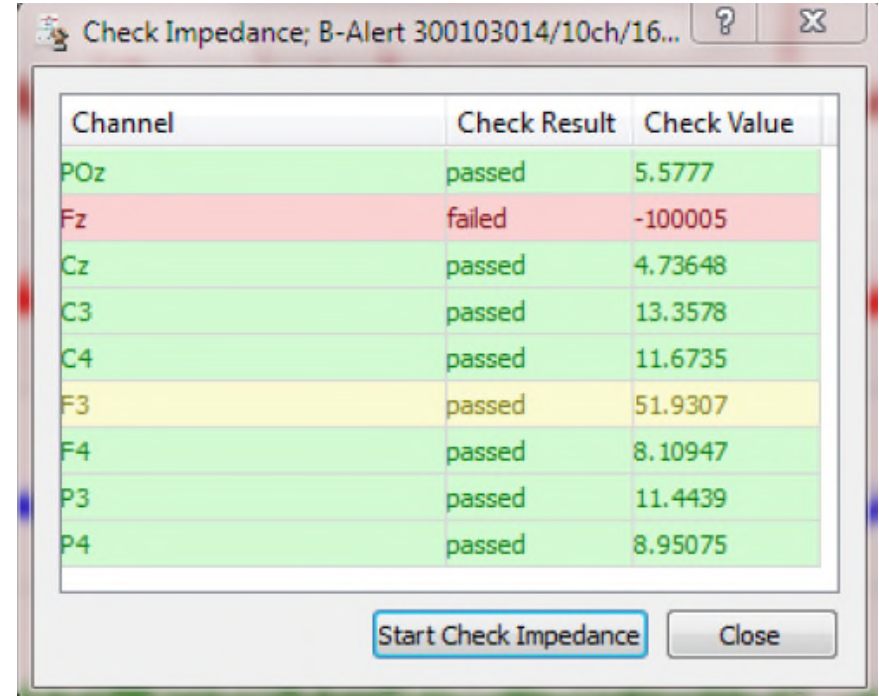 Check Impedance; B-Alert 300103014/10ch/16...
Channel Check Result Check Value
POz passed 5.5777
Fz failed -100005
Cz passed 4.73648
C3 passed 13.3578
C4 passed 11.6735
F3 passed 51.9307
F4 passed 8.10947
P3 passed 11.4439
P4 passed 8.95075
Start Check Impedance Close